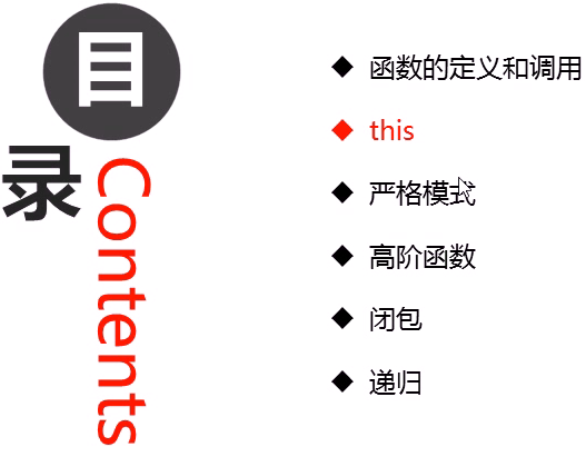 目录
Contents
函数的定义和调用
this
严格模式
高阶函数
闭包
递归